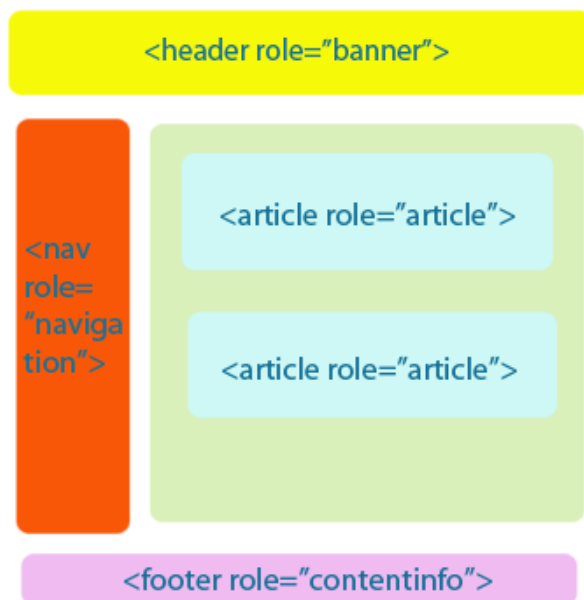 <header role=”banner”>
<nav
role=
“naviga
tion”>
<article role=”article”>
<article role=”article”>
<footer role=”contentinfo”>